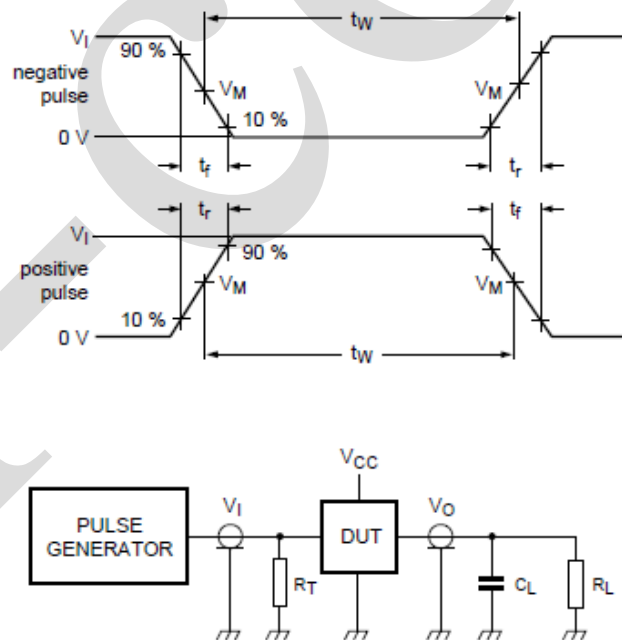 tW
VI
90 %
negative
pulse
VM
VM
10 %
0 V
tf
tr
tr
tf
VI
90 %
positive
pulse
VM
VM
10 %
0 V
tW
VCC
VI
VO
PULSE
GENERATOR
DUT
RT
CL
RL